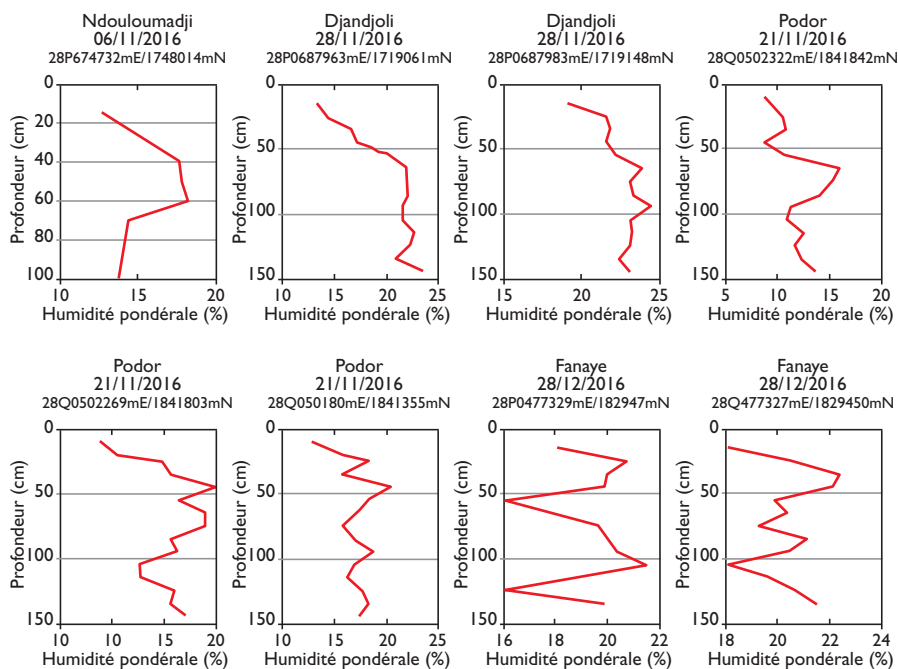 Ndouloumadji
06/11/2016
28P674732mE/1748014mN
Profondeur (cm)
0
20
40
60
80
100
10 15 20
Humidité pondérale (%)
Djandjoli
28/11/2016
28P0687963mE/1719061mN
Profondeur (cm)
0
50
100
150
10 15 20 25
Humidité pondérale (%)
Djandjoli
28/11/2016
28P0687983mE/1719148mN
Profondeur (cm)
0
50
100
150
15 20 25
Humidité pondérale (%)
Podor
21/11/2016
28Q0502322mE/1841842mN
Profondeur (cm)
0
50
100
150
5 10 15 20
Humidité pondérale (%)
Podor
21/11/2016
28Q0502269mE/1841803mN
Profondeur (cm)
0
50
100
150
10 10 15 20
Humidité pondérale (%)
Podor
21/11/2016
28Q050180mE/1841355mN
Profondeur (cm)
0
50
100
150
10 15 20 25
Humidité pondérale (%)
Fanaye
28/12/2016
28P0477329mE/182947mN
Profondeur (cm)
0
50
100
150
16 18 20 22
Humidité pondérale (%)
Fanaye
28/12/2016
28Q477327mE/1829450mN
Profondeur (cm)
0
50
100
150
18 20 22 24
Humidité pondérale (%)